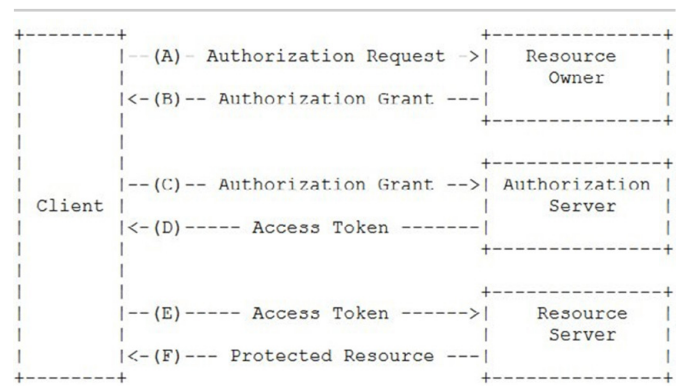 +--------+                               +---------------+
|        |--(A)- Authorization Request ->|   Resource    |
|        |                               |     Owner     |
|        |<-(B)-- Authorization Grant ---|               |
|        |                               +---------------+
|        |
|        |                               +---------------+
|        |--(C)-- Authorization Grant -->| Authorization |
| Client |                               |     Server    |
|        |<-(D)----- Access Token -------|               |
|        |                               +---------------+
|        |
|        |                               +---------------+
|        |--(E)----- Access Token ------>|    Resource   |
|        |                               |     Server    |
|        |<-(F)--- Protected Resource ---|               |
+--------+                               +---------------+